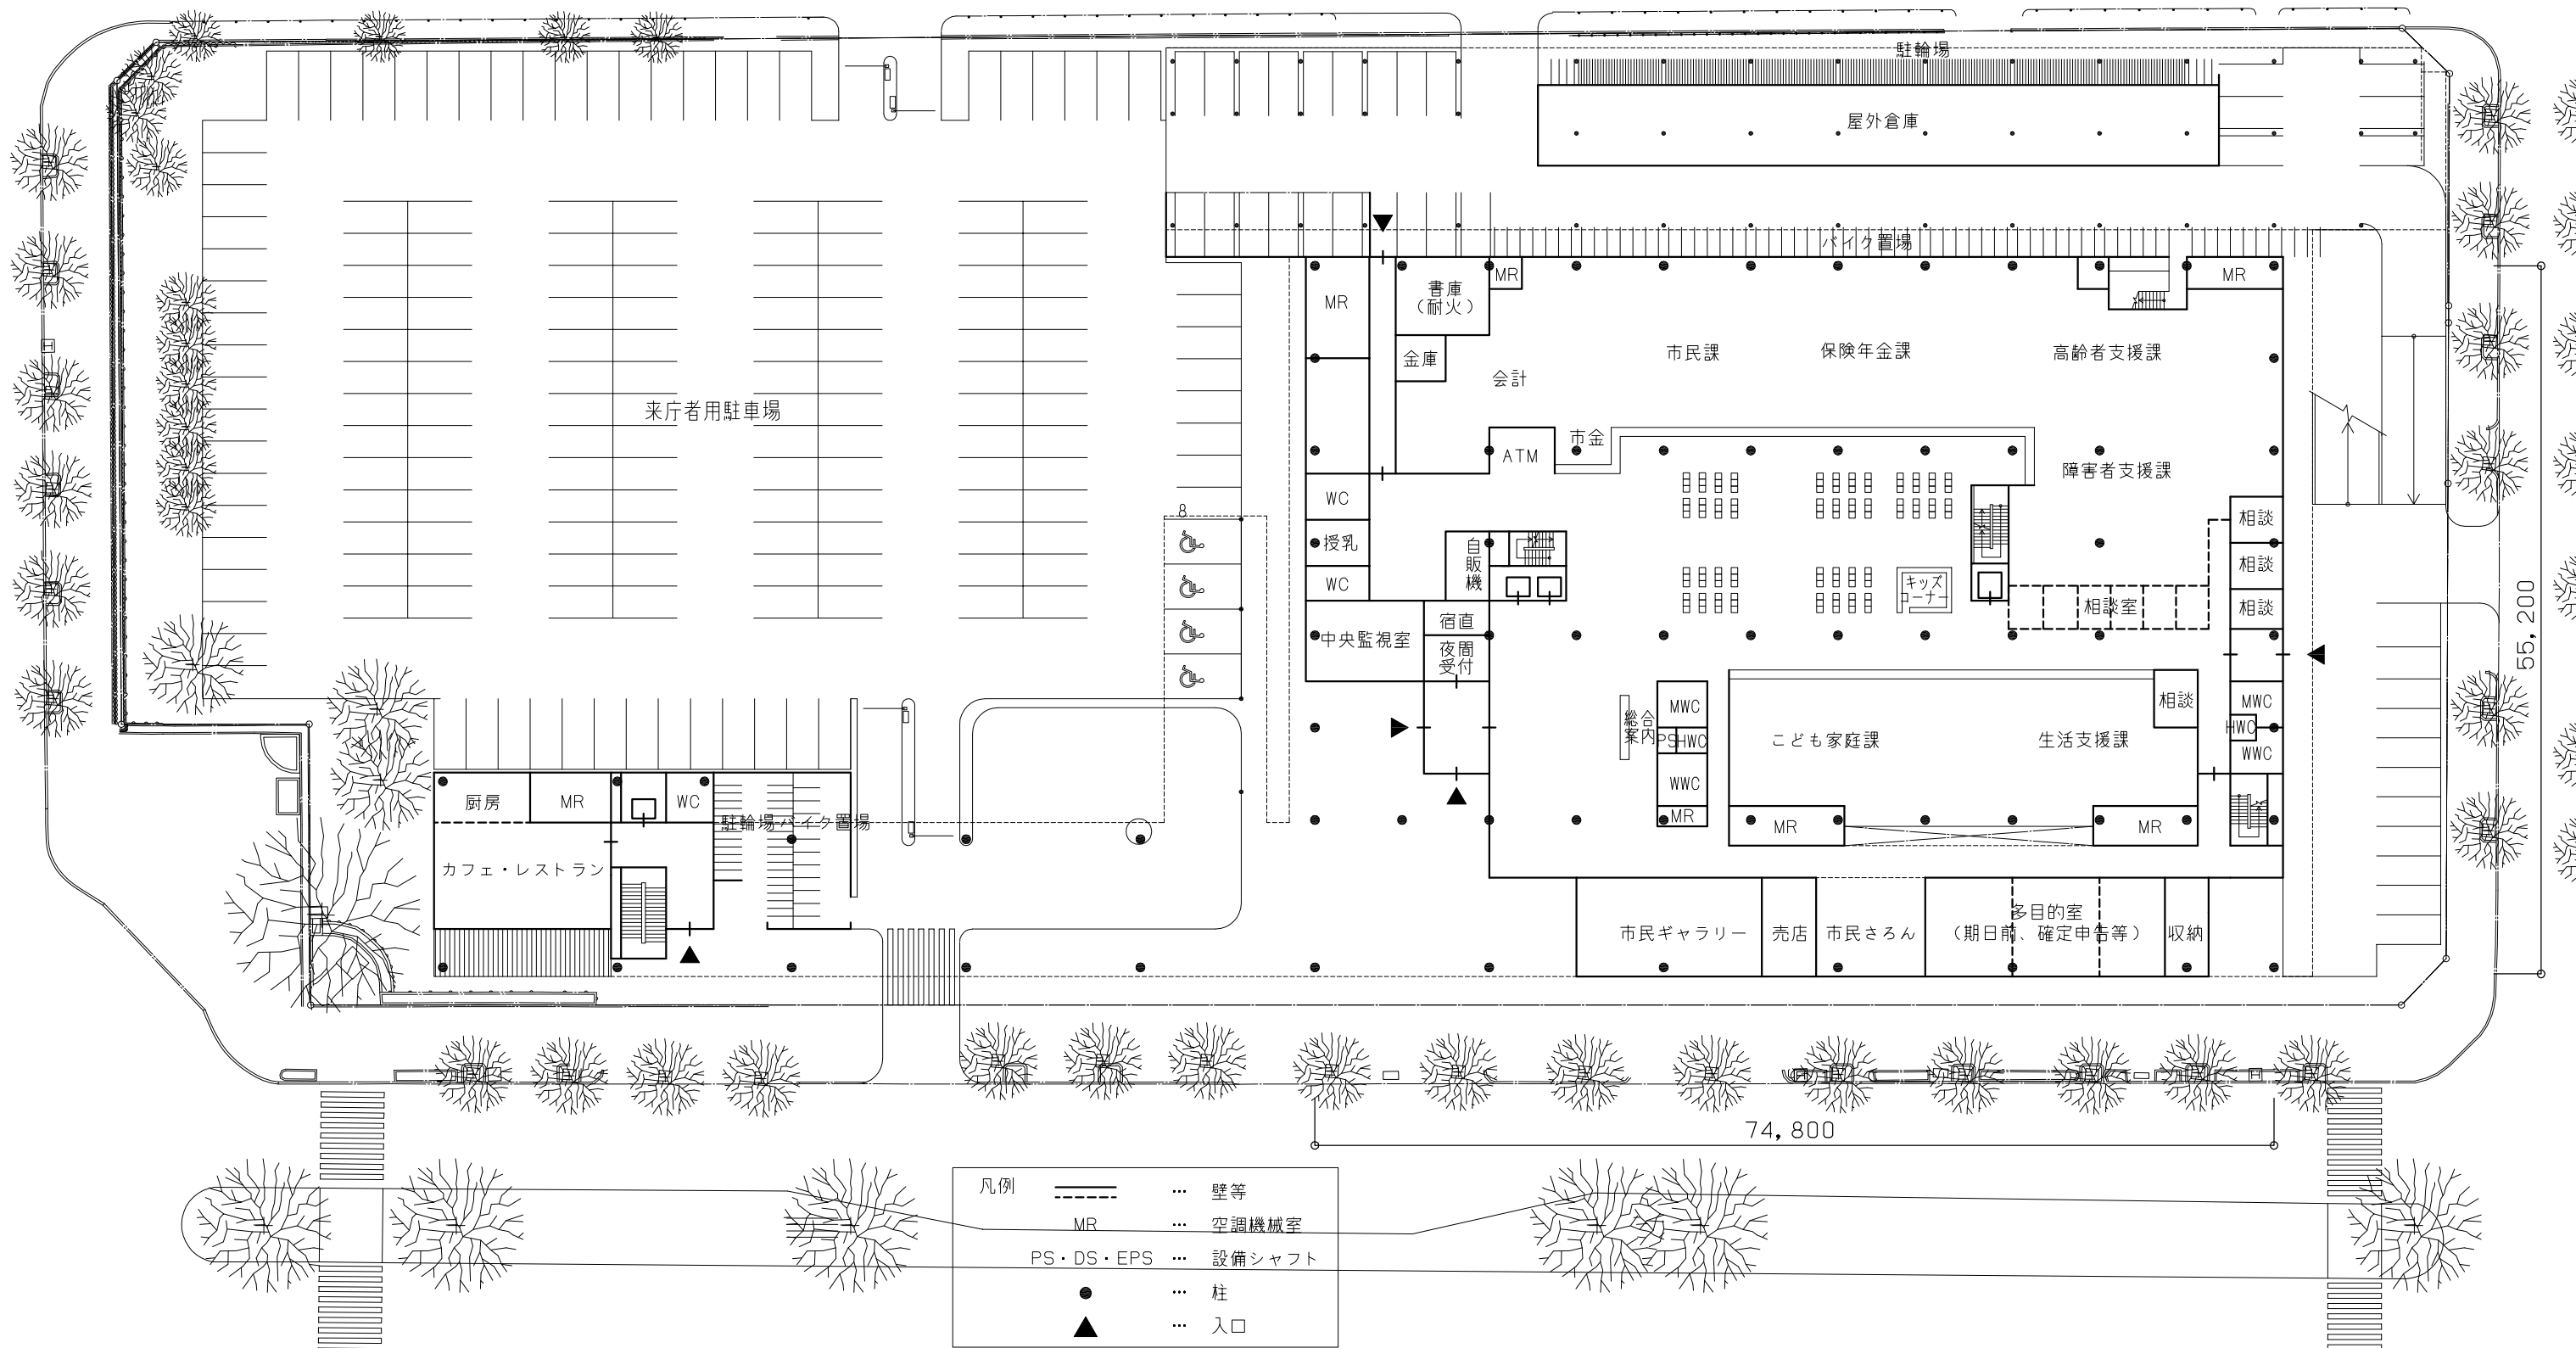 駐輪場
屋外倉庫
バイク置場
MR
書庫
（耐火）
MR
MR
金庫
会計
市民課
保険年金課
高齢者支援課
来庁者用駐車場
ATM
市金
障害者支援課
WC
8
授乳
WC
自
販
機
キッズ
コーナー
相談
相談
相談
相談室
中央監視室
宿直
夜間
受付
55,200
総合
案内
MWC
PS
HWC
WWC
MR
こども家庭課
生活支援課
相談
MWC
HWC
WWC
MR
MR
厨房
MR
WC
駐輪場・バイク置場
カフェ・レストラン
市民ギャラリー
売店
市民さろん
多目的室
（期日前、確定申告等）
収納
74,800
凡例
… 壁等
MR … 空調機械室
PS・DS・EPS … 設備シャフト
… 柱
… 入口